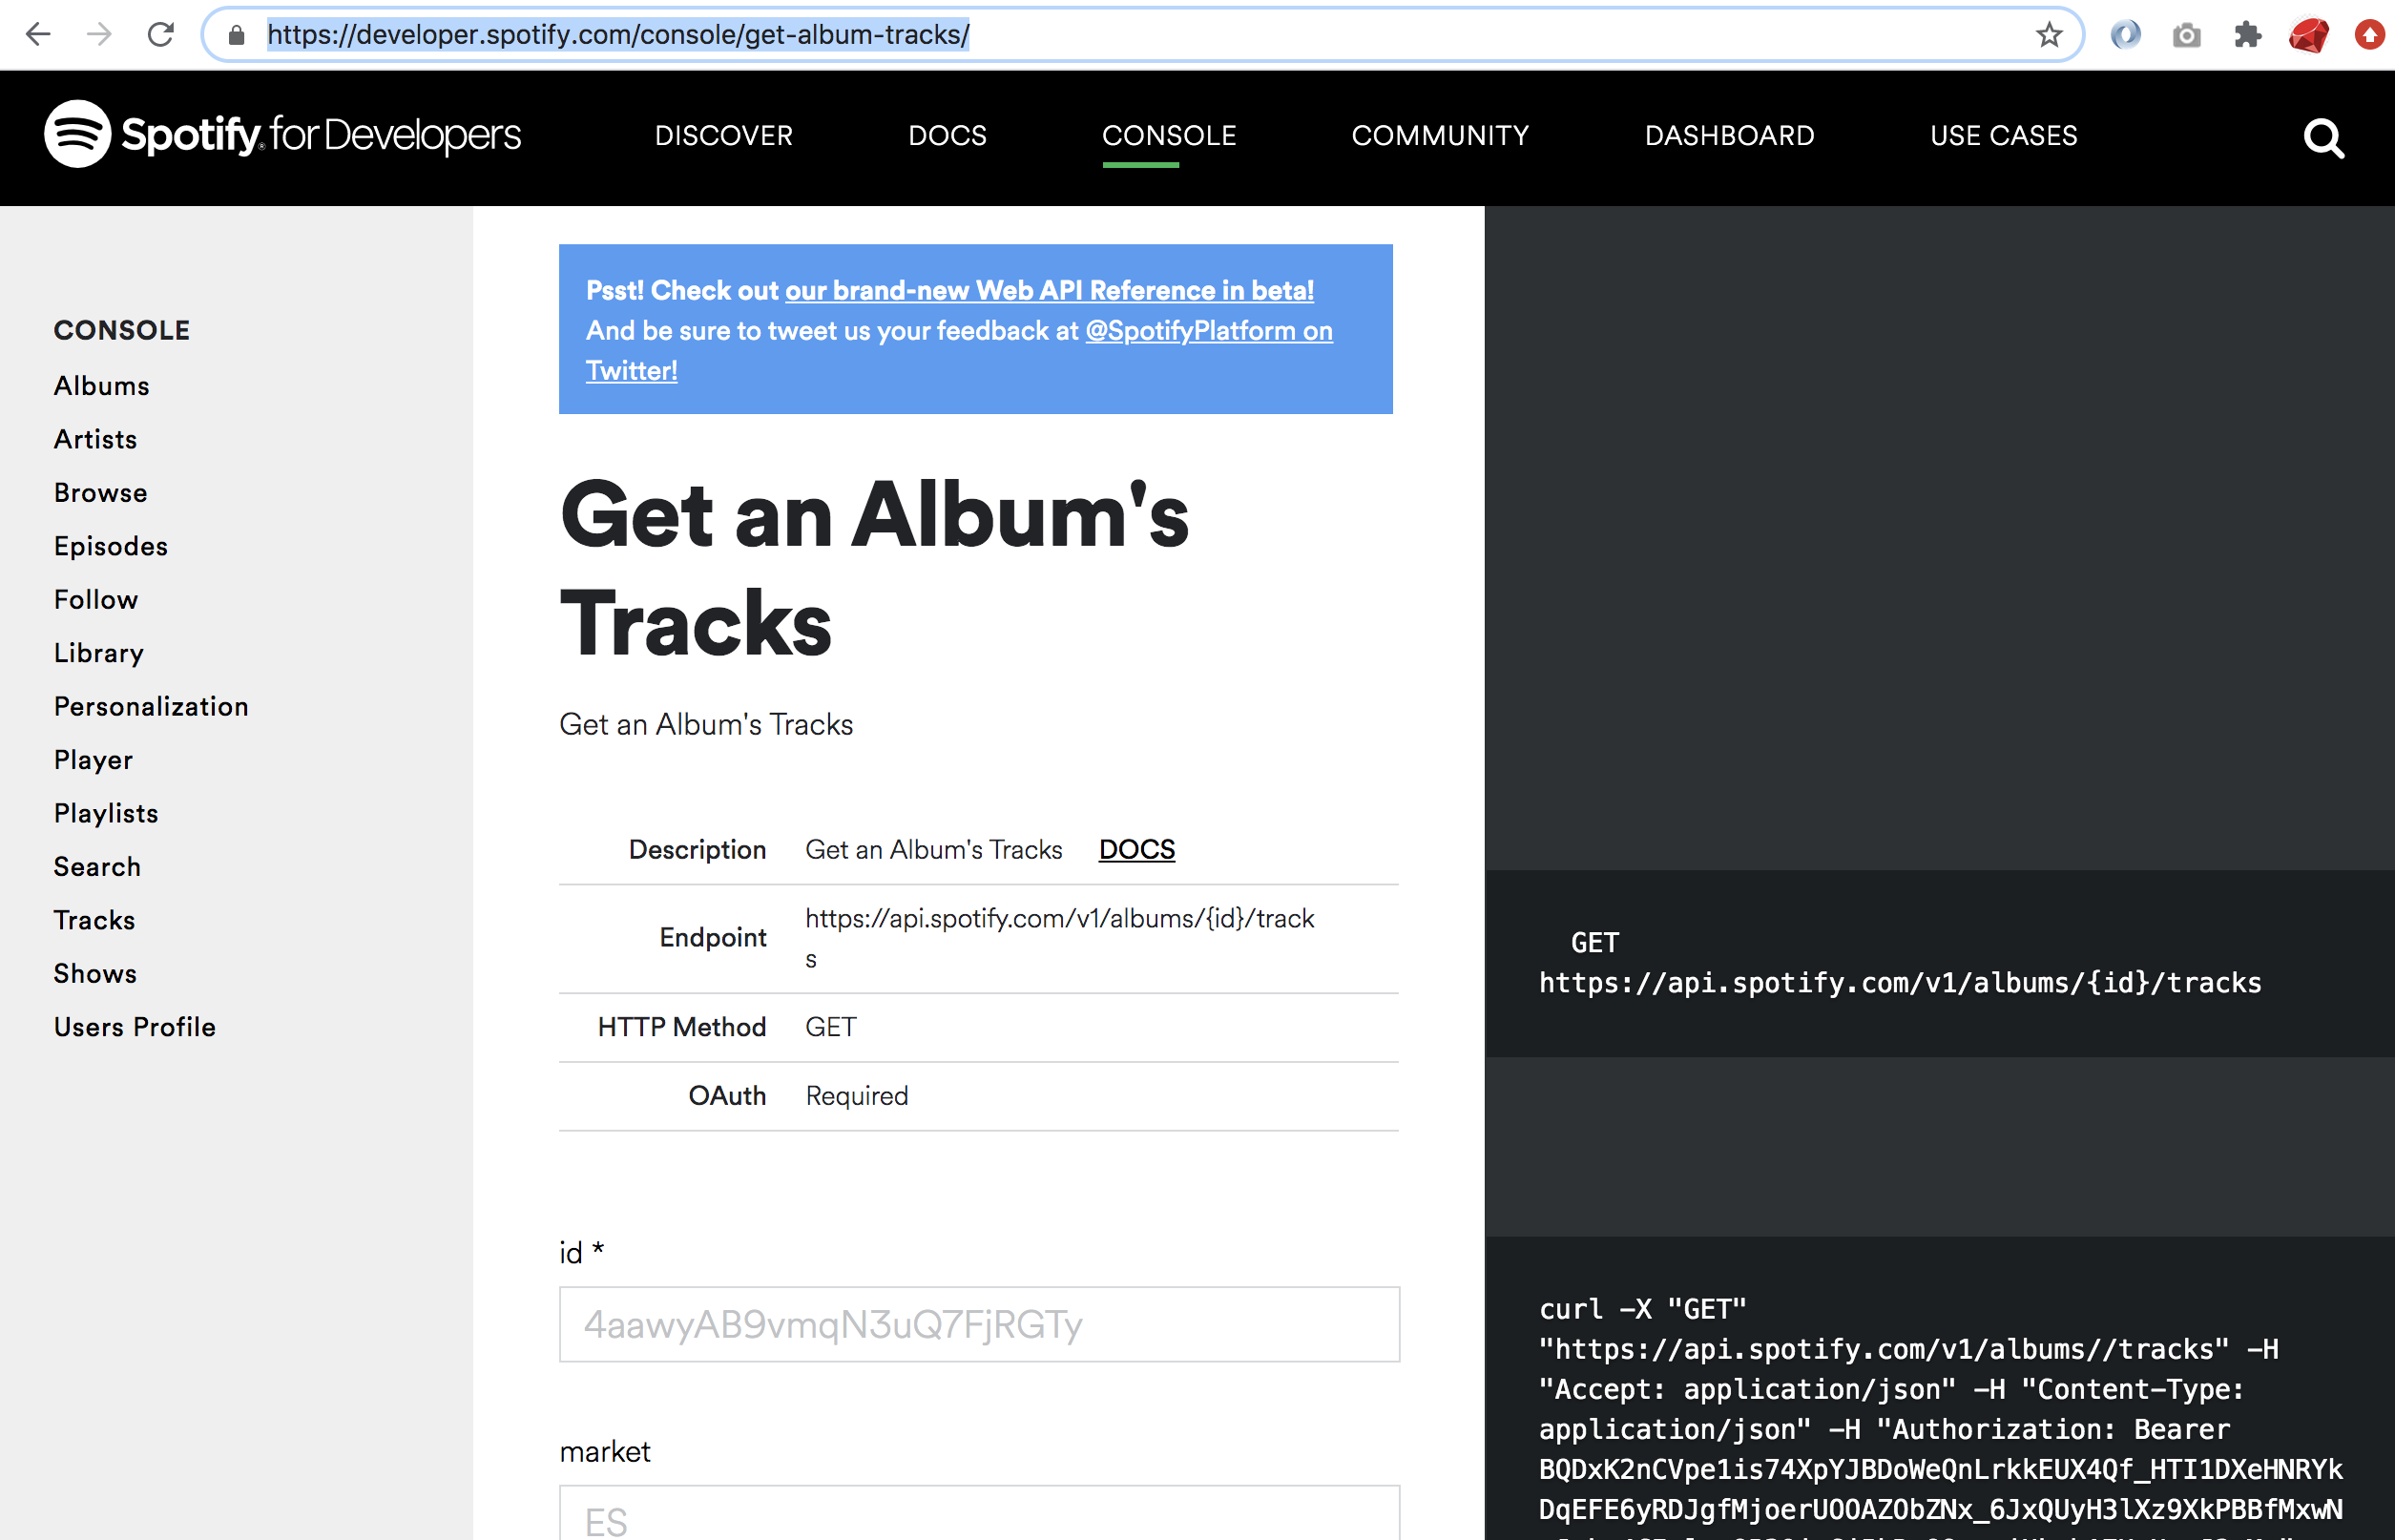 https://developer.spotify.com/console/get-album-tracks/
Spotify® for Developers
DISCOVER
DOCS
CONSOLE
COMMUNITY
DASHBOARD
USE CASES
CONSOLE
Albums
Artists
Browse
Episodes
Follow
Library
Personalization
Player
Playlists
Search
Tracks
Shows
Users Profile
Psst! Check out our brand-new Web API Reference in beta!
And be sure to tweet us your feedback at @SpotifyPlatform on
Twitter!
Get an Album's
Tracks
Get an Album's Tracks
Description Get an Album's Tracks DOCS
Endpoint https://api.spotify.com/v1/albums/{id}/track
s
HTTP Method GET
OAuth Required
id *
4aawyAB9vmqN3uQ7FjRGTy
market
ES
GET
https://api.spotify.com/v1/albums/{id}/tracks
curl -X "GET"
"https://api.spotify.com/v1/albums//tracks" -H
"Accept: application/json" -H "Content-Type:
application/json" -H "Authorization: Bearer
BQDxK2nCVpe1is74XpYJBDoWeQnLrkkEUX4Qf_HTI1DXeHNRYk
DqEFE6yRDJgfMjoerUOOAZObZNx_6JxQUyH3lXz9XkPBBfMxwN